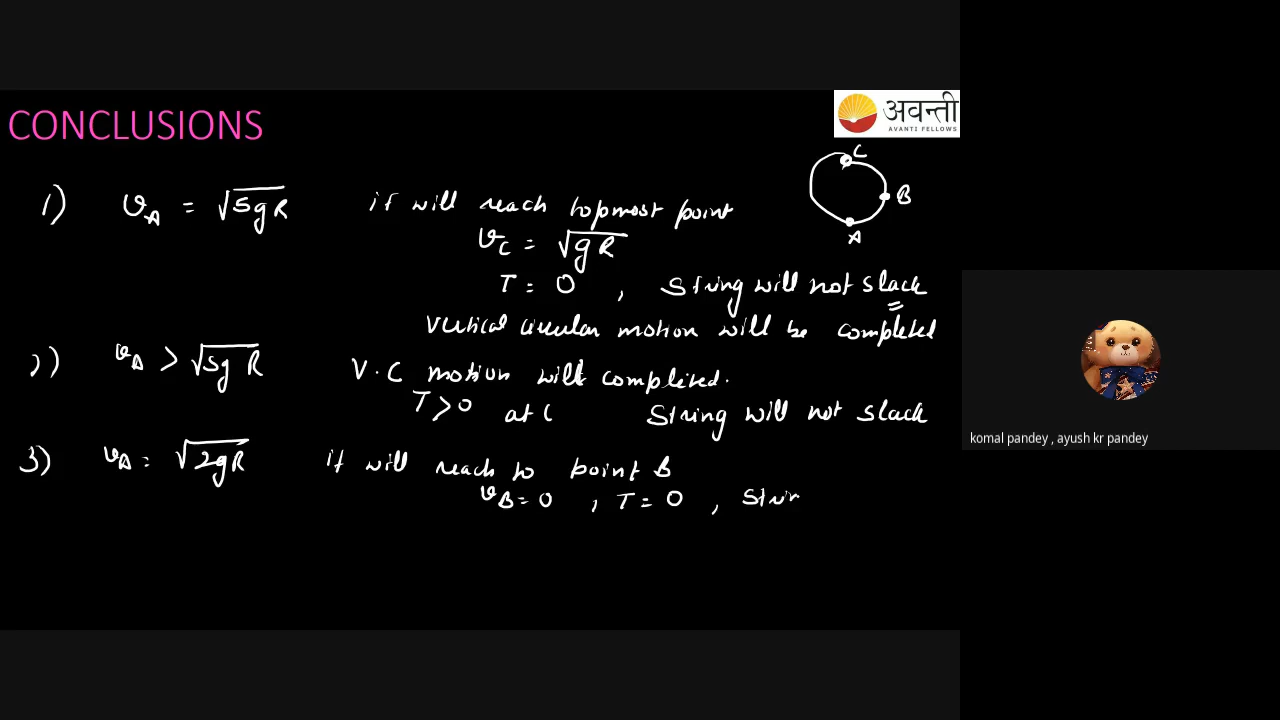 CONCLUSIONS
अवन्ती
AVANTI FELLOWS
C
B
A
1) vA = √5gR it will reach topmost point
vC = √gR
T = 0 , String will not slack
Vertical circular motion will be completed
2) vA > √5gR V.C motion will completed.
T > 0 at C String will not slack
3) vA = √2gR it will reach to point B
vB = 0 , T = 0 , Strin
komal pandey , ayush kr pandey